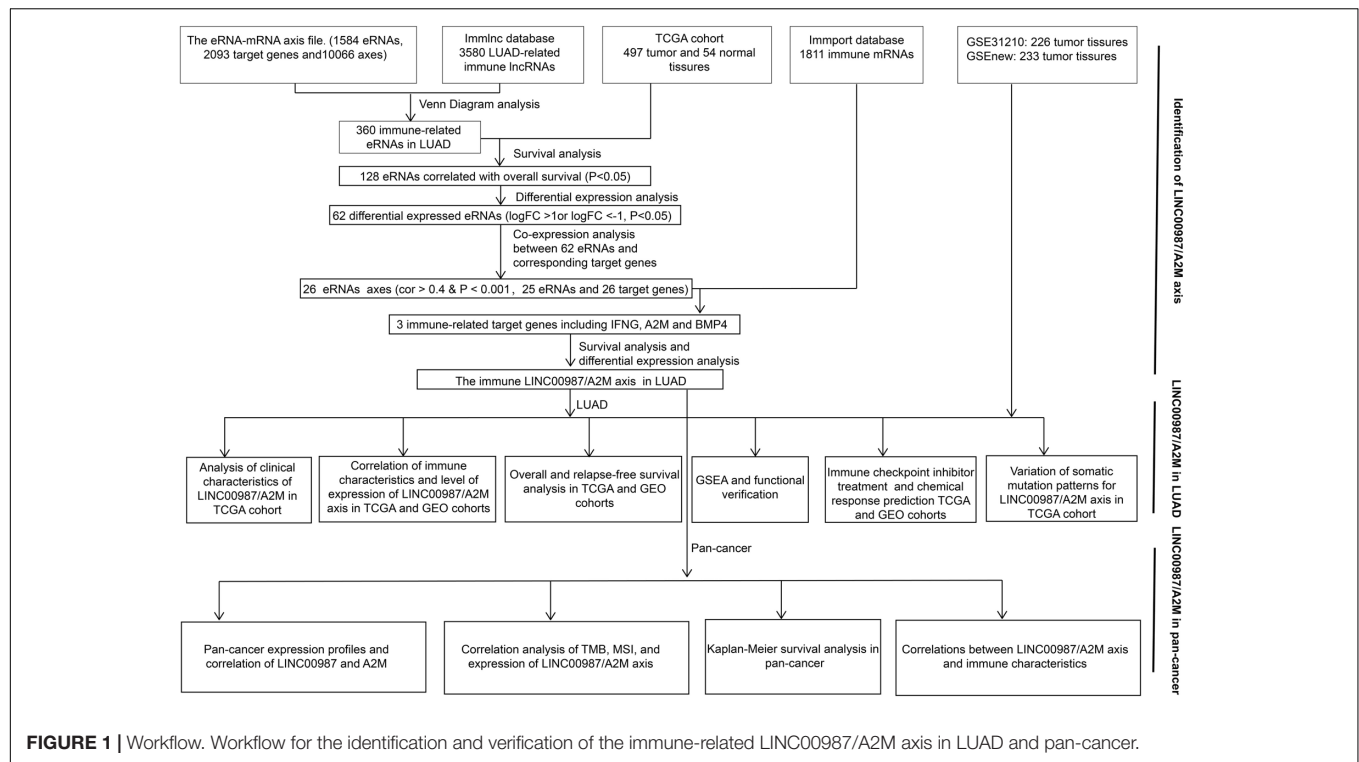 The eRNA-mRNA axis file. (1584 eRNAs,
2093 target genes and10066 axes)
ImmInc database
3580 LUAD-related
immune lncRNAs
TCGA cohort
497 tumor and 54 normal
tissures
Immport database
1811 immune mRNAs
GSE31210: 226 tumor tissures
GSEnew: 233 tumor tissures
Venn Diagram analysis
360 immune-related
eRNAs in LUAD
Survival analysis
128 eRNAs correlated with overall survival (P<0.05)
Differential expression analysis
62 differential expressed eRNAs (logFC >1or logFC <-1, P<0.05)
Co-expression analysis
between 62 eRNAs and
corresponding target genes
26 eRNAs axes (cor > 0.4 & P < 0.001, 25 eRNAs and 26 target genes)
3 immune-related target genes including IFNG, A2M and BMP4
Survival analysis and
differential expression analysis
The immune LINC00987/A2M axis in LUAD
Identification of LINC00987/A2M axis
LUAD
Analysis of clinical
characteristics of
LINC00987/A2M in
TCGA cohort
Correlation of immune
characteristics and level of
expression of LINC00987/A2M
axis in TCGA and GEO cohorts
Overall and relapse-free survival
analysis in TCGA and GEO
cohorts
GSEA and functional
verification
Immune checkpoint inhibitor
treatment and chemical
response prediction TCGA
and GEO cohorts
Variation of somatic
mutation patterns for
LINC00987/A2M axis in
TCGA cohort
LINC00987/A2M in LUAD
Pan-cancer
Pan-cancer expression profiles and
correlation of LINC00987 and A2M
Correlation analysis of TMB, MSI, and
expression of LINC00987/A2M axis
Kaplan-Meier survival analysis in
pan-cancer
Correlations between LINC00987/A2M axis
and immune characteristics
LINC00987/A2M in pan-cancer
FIGURE 1 | Workflow. Workflow for the identification and verification of the immune-related LINC00987/A2M axis in LUAD and pan-cancer.